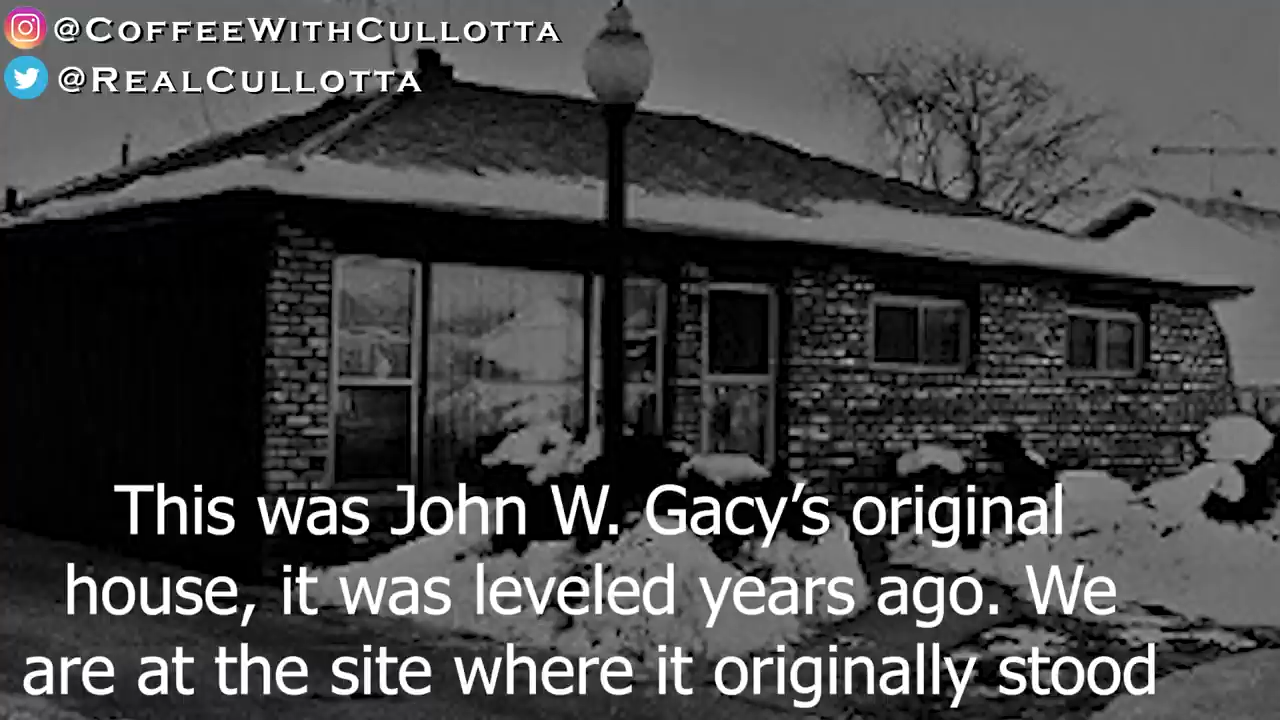 @CoffeeWithCullotta
@RealCullotta
This was John W. Gacy’s original
house, it was leveled years ago. We
are at the site where it originally stood